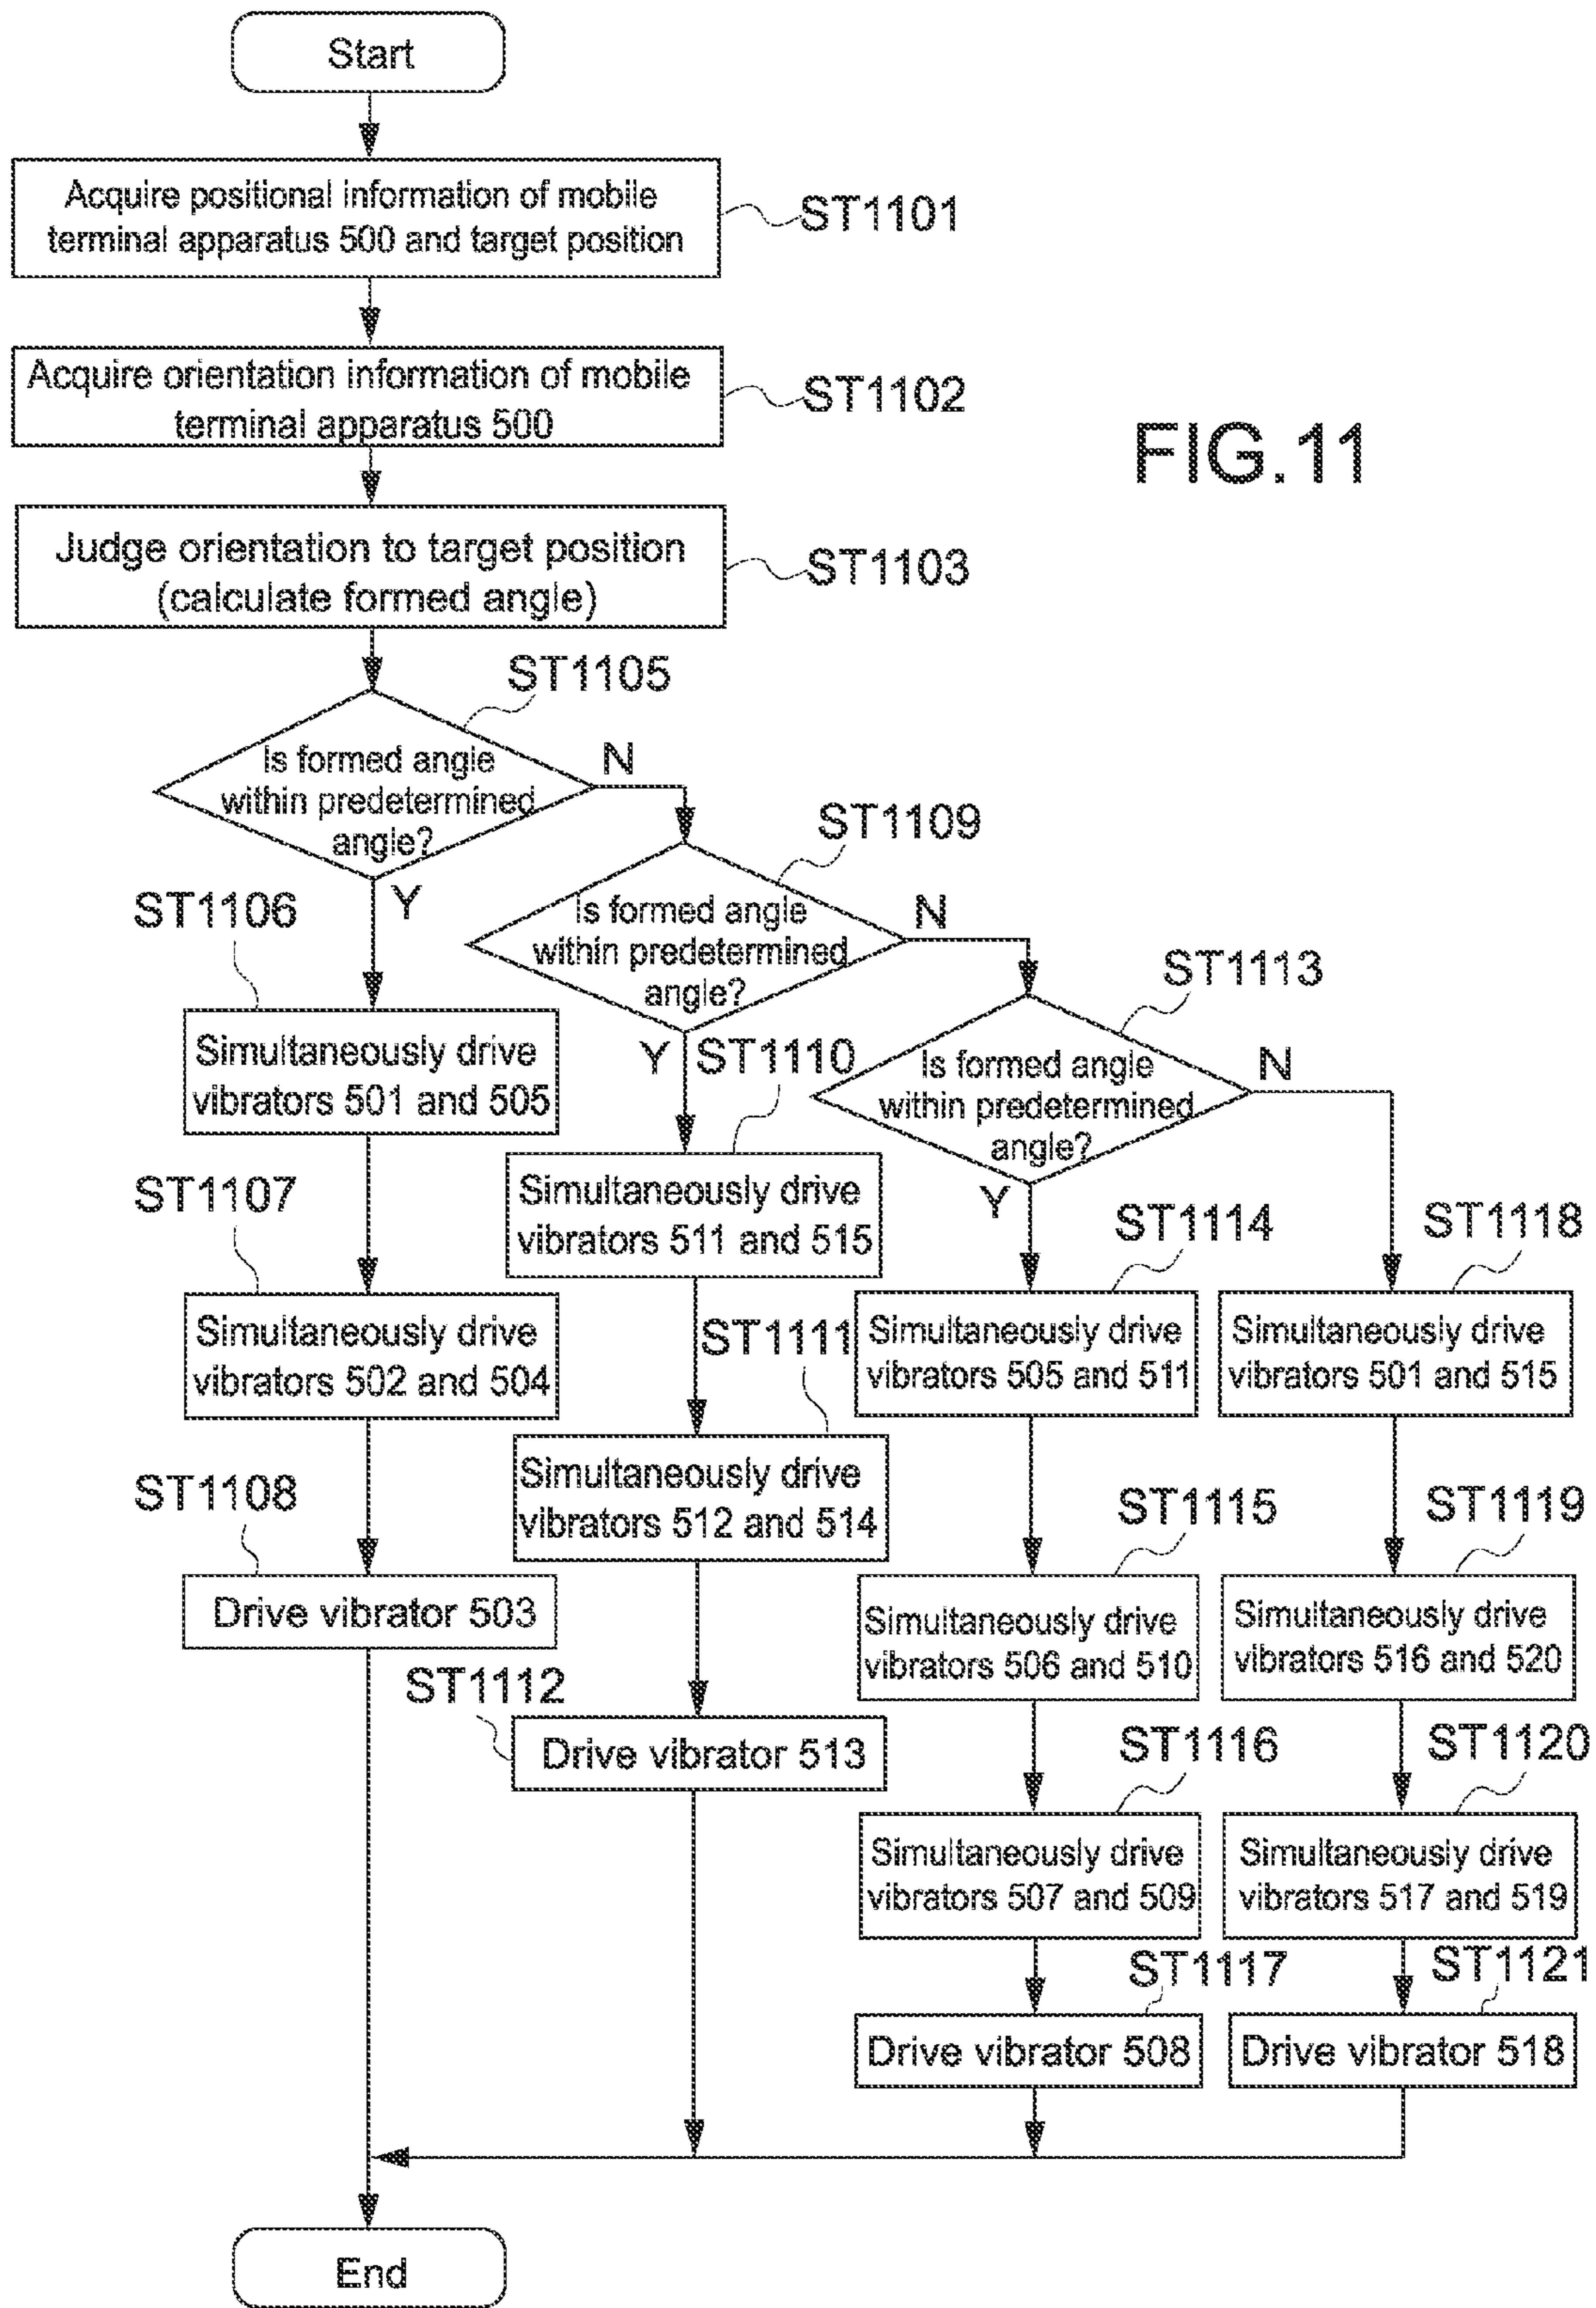 Start
Acquire positional information of mobile
terminal apparatus 500 and target position
ST1101
Acquire orientation information of mobile
terminal apparatus 500
ST1102
FIG.11
Judge orientation to target position
(calculate formed angle)
ST1103
ST1105
Is formed angle
within predetermined
angle?
N
Y
ST1109
Is formed angle
within predetermined
angle?
N
Y
ST1113
Is formed angle
within predetermined
angle?
N
Y
ST1106
Simultaneously drive
vibrators 501 and 505
ST1107
Simultaneously drive
vibrators 502 and 504
ST1108
Drive vibrator 503
ST1110
Simultaneously drive
vibrators 511 and 515
ST1111
Simultaneously drive
vibrators 512 and 514
ST1112
Drive vibrator 513
ST1114
Simultaneously drive
vibrators 505 and 511
ST1115
Simultaneously drive
vibrators 506 and 510
ST1116
Simultaneously drive
vibrators 507 and 509
ST1117
Drive vibrator 508
ST1118
Simultaneously drive
vibrators 501 and 515
ST1119
Simultaneously drive
vibrators 516 and 520
ST1120
Simultaneously drive
vibrators 517 and 519
ST1121
Drive vibrator 518
End